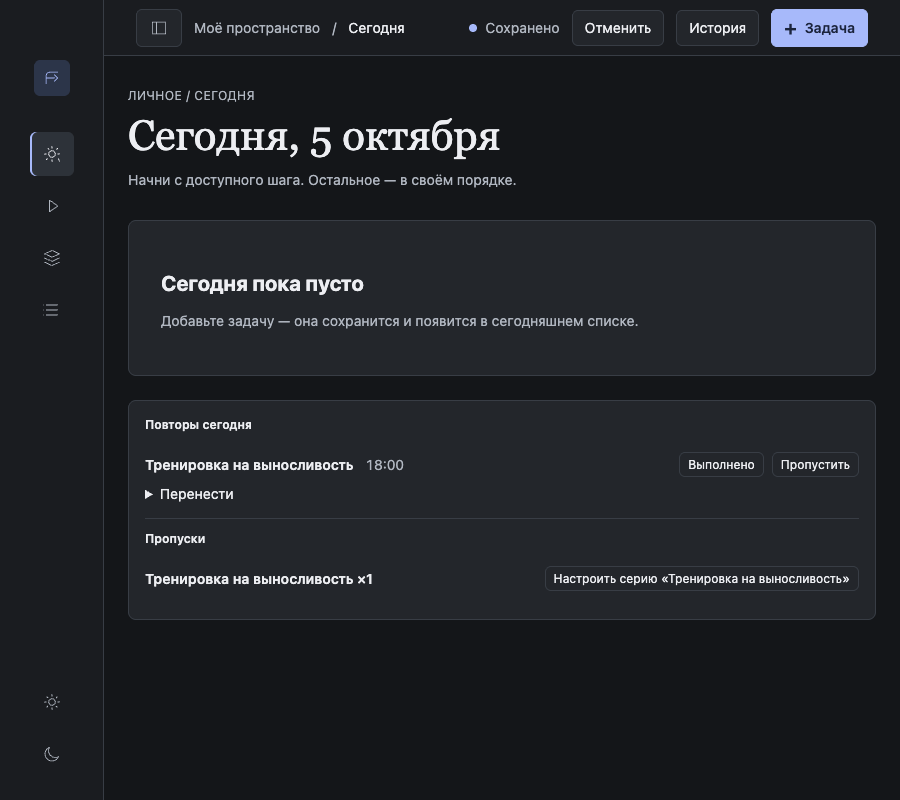 Моё пространство / Сегодня
Сохранено
Отменить
История
+ Задача
ЛИЧНОЕ / СЕГОДНЯ
Сегодня, 5 октября
Начни с доступного шага. Остальное — в своём порядке.
Сегодня пока пусто
Добавьте задачу — она сохранится и появится в сегодняшнем списке.
Повторы сегодня
Тренировка на выносливость 18:00
Выполнено
Пропустить
Перенести
Пропуски
Тренировка на выносливость ×1
Настроить серию «Тренировка на выносливость»